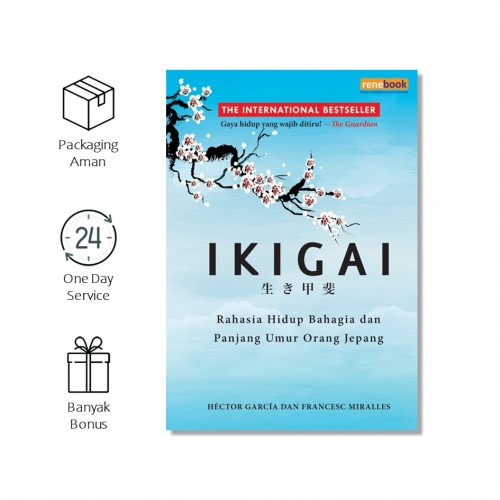 renebook
THE INTERNATIONAL BESTSELLER
Gaya hidup yang wajib ditiru! —The Guardian
IKIGAI
生き甲斐
Rahasia Hidup Bahagia dan
Panjang Umur Orang Jepang
HÉCTOR GARCÍA DAN FRANCESC MIRALLES
Packaging
Aman
24
One Day
Service
Banyak
Bonus